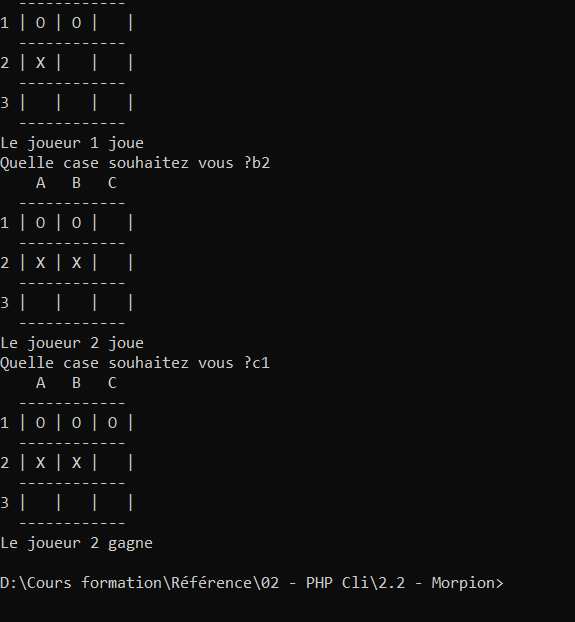 ------------
1 | O | O |   |
  ------------
2 | X |   |   |
  ------------
3 |   |   |   |
  ------------
Le joueur 1 joue
Quelle case souhaitez vous ?b2
    A   B   C
  ------------
1 | O | O |   |
  ------------
2 | X | X |   |
  ------------
3 |   |   |   |
  ------------
Le joueur 2 joue
Quelle case souhaitez vous ?c1
    A   B   C
  ------------
1 | O | O | O |
  ------------
2 | X | X |   |
  ------------
3 |   |   |   |
  ------------
Le joueur 2 gagne
D:\Cours formation\Référence\02 - PHP Cli\2.2 - Morpion>